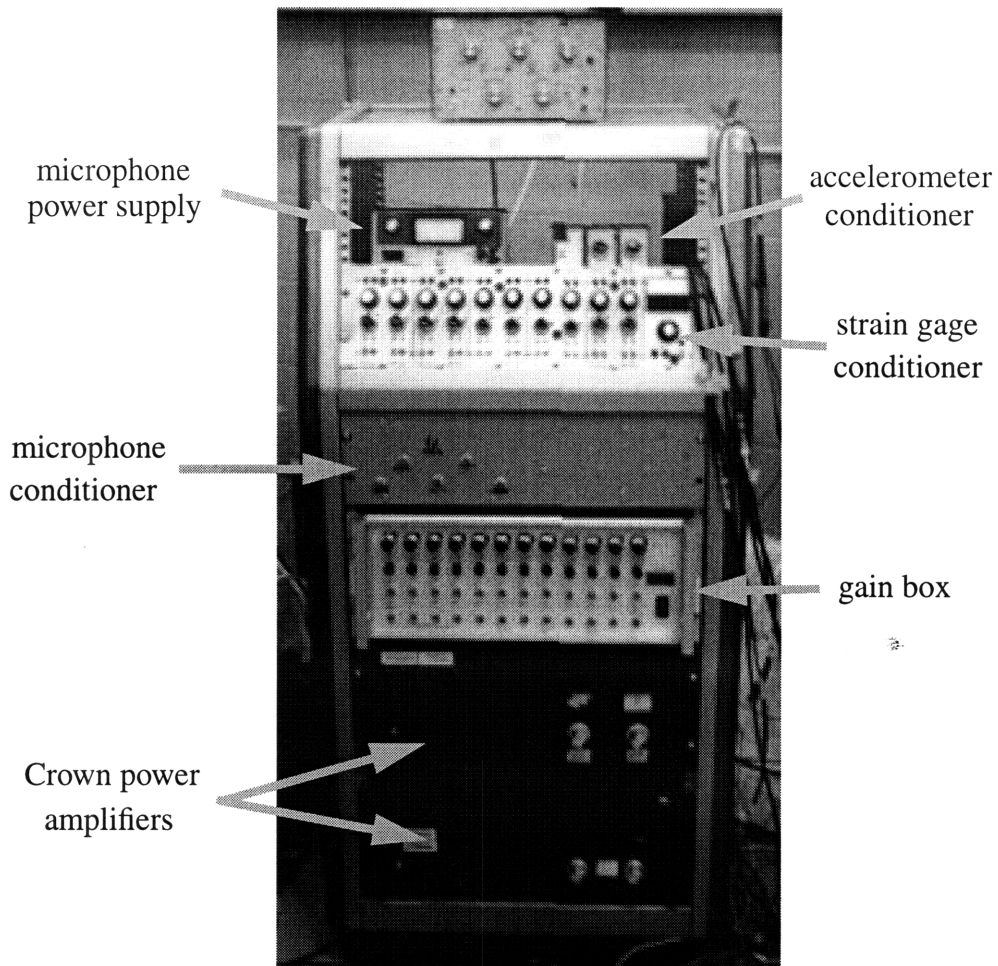 microphone
power supply
accelerometer
conditioner
strain gage
conditioner
microphone
conditioner
gain box
Crown power
amplifiers